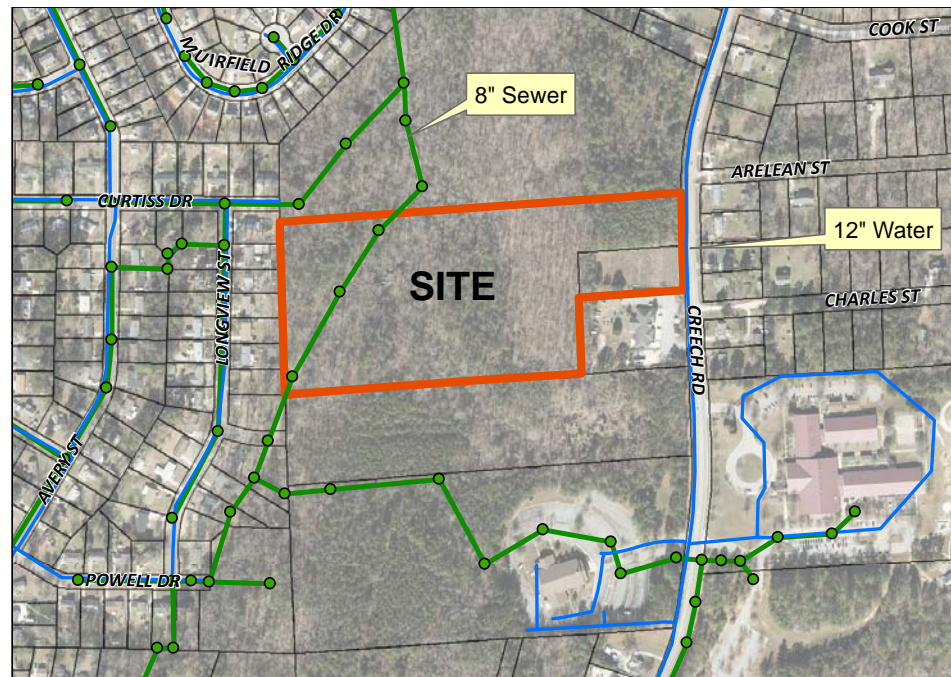 COOK ST
MUIRFIELD
RIDGE DR
8" Sewer
ARELEAN ST
CURTISS DR
12" Water
SITE
LONGVIEW ST
CHARLES ST
CREECH RD
AVERY ST
POWELL DR